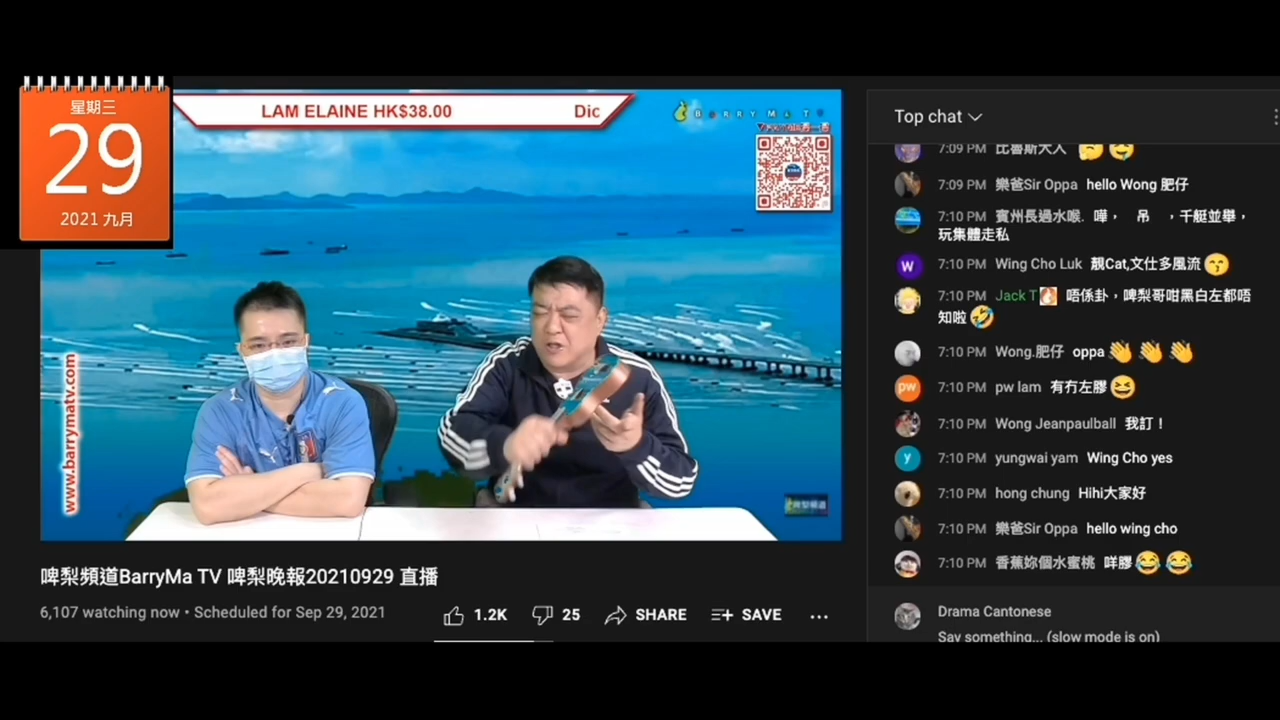 星期三
29
2021 九月
LAM ELAINE HK$38.00
Dic
BARRY MA TV
www.barrymatv.com
啤梨頻道
啤梨頻道BarryMa TV 啤梨晚報20210929 直播
6,107 watching now • Scheduled for Sep 29, 2021
1.2K
25
SHARE
SAVE
Top chat
7:09 PM 比魯斯大人
7:09 PM 樂爸Sir Oppa hello Wong 肥仔
7:10 PM 賓州長過水喉. 嘩， 吊 ，千艇並舉，
玩集體走私
W
7:10 PM Wing Cho Luk 靚Cat,文仕多風流😙
7:10 PM Jack T 唔係卦，啤梨哥咁黑白左都唔
知啦🤣
7:10 PM Wong.肥仔 oppa👋👋👋
pw
7:10 PM pw lam 有冇左膠😆
7:10 PM Wong Jeanpaulball 我訂！
y
7:10 PM yungwai yam Wing Cho yes
7:10 PM hong chung Hihi大家好
7:10 PM 樂爸Sir Oppa hello wing cho
7:10 PM 香蕉妳個水蜜桃 咩膠😂😂
Drama Cantonese
Say something... (slow mode is on)